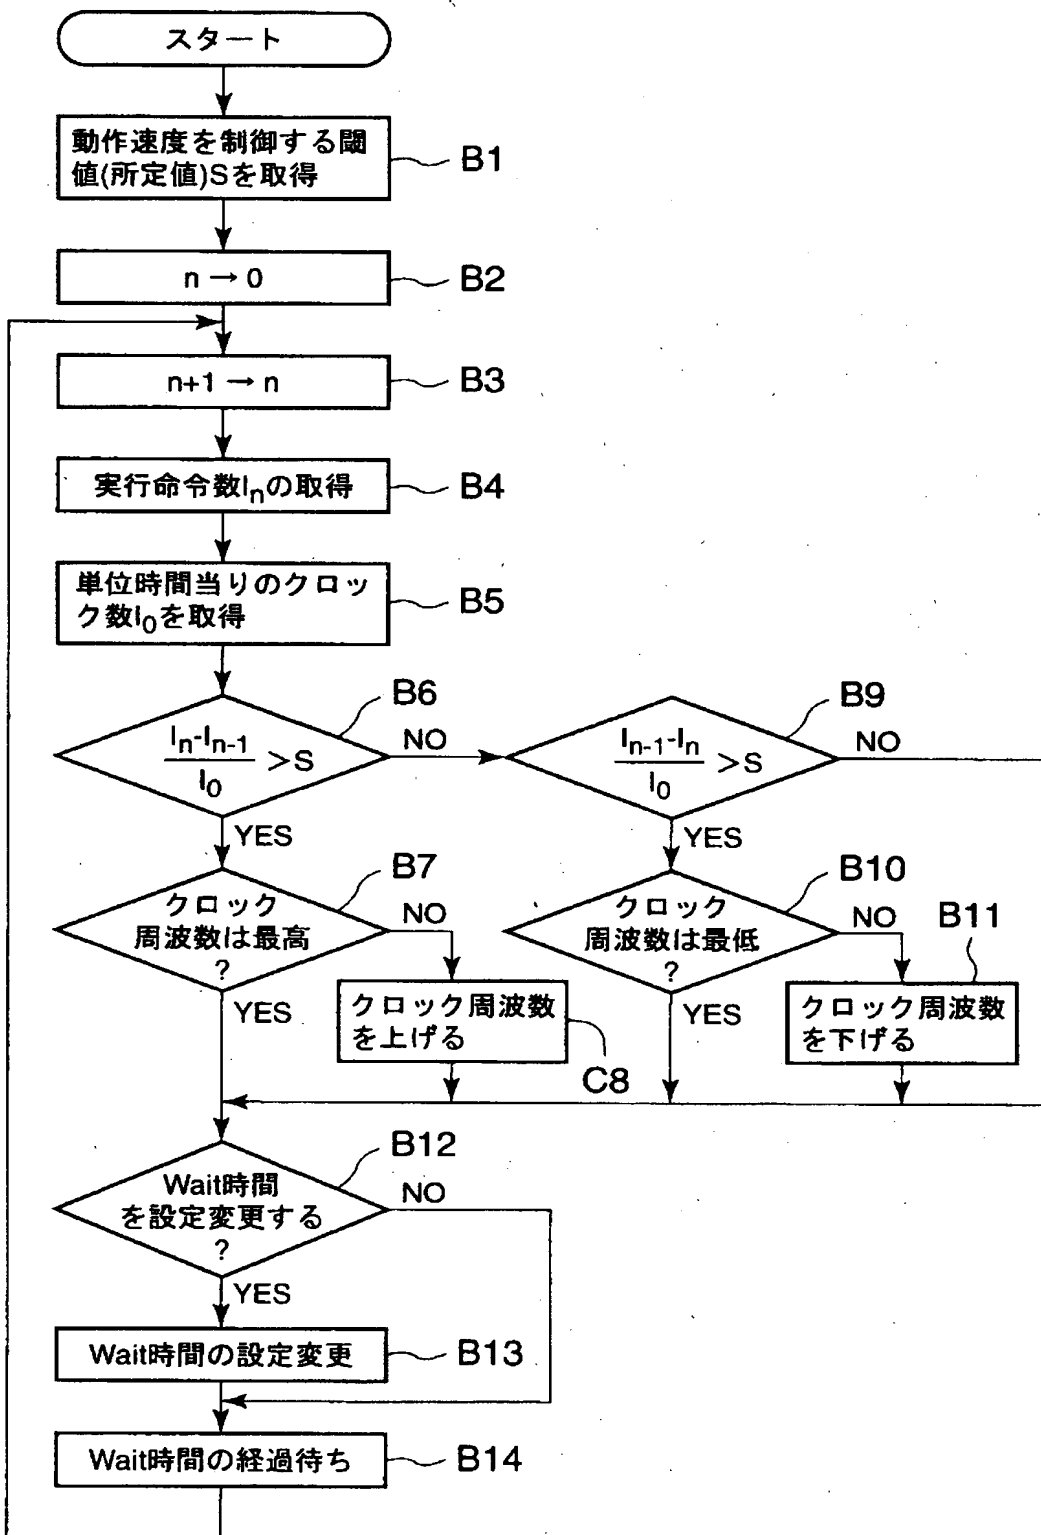 スタート
動作速度を制御する閾
値(所定値)Sを取得
B1
n → 0
B2
n+1 → n
B3
実行命令数Inの取得
B4
単位時間当りのクロッ
ク数I0を取得
B5
B6
In-In-1
I0
>S
NO
YES
B9
In-1-In
I0
>S
NO
YES
B7
クロック
周波数は最高
?
NO
YES
クロック周波数
を上げる
C8
B10
クロック
周波数は最低
?
NO
YES
B11
クロック周波数
を下げる
B12
Wait時間
を設定変更する
?
NO
YES
Wait時間の設定変更
B13
Wait時間の経過待ち
B14